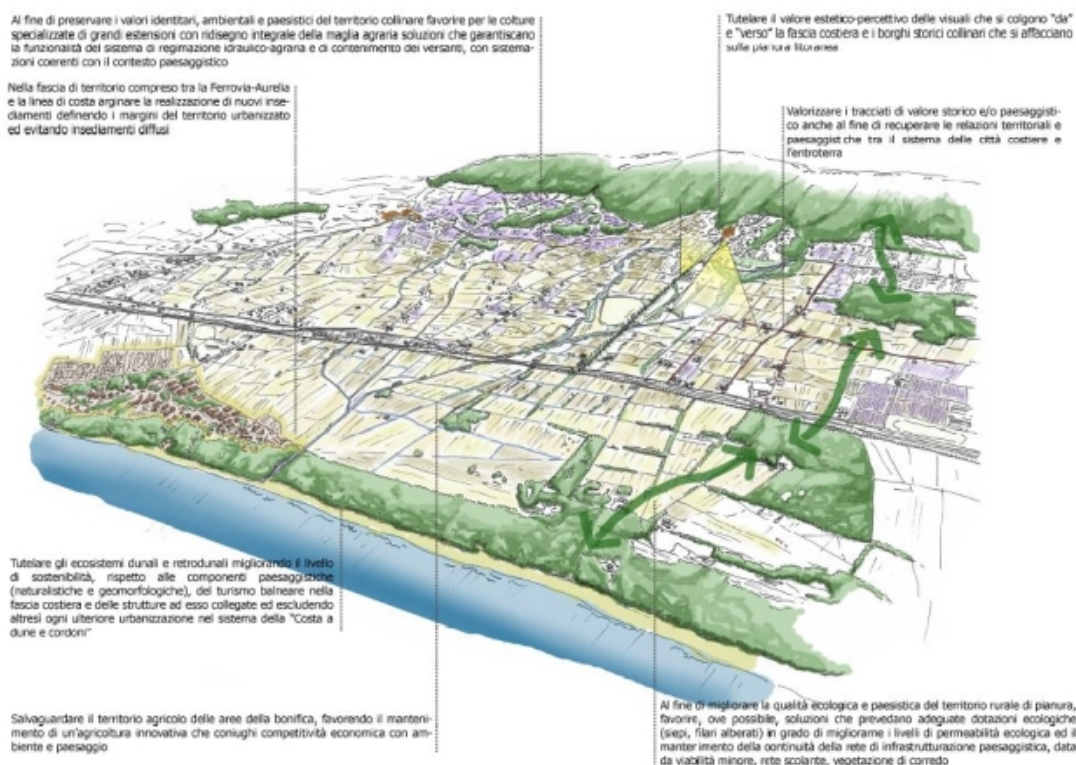 Al fine di preservare i valori identitari, ambientali e paesistici del territorio collinare favorire per le colture
specializzate di grandi estensioni con ridisegno integrale della maglia agraria soluzioni che garantiscano
la funzionalità del sistema di regimazione idraulico-agraria e di contenimento dei versanti, con sistema-
zioni coerenti con il contesto paesaggistico
Nella fascia di territorio compreso tra la Ferrovia-Aurelia
e la linea di costa arginare la realizzazione di nuovi inse-
diamenti definendo i margini del territorio urbanizzato
ed evitando insediamenti diffusi
Tutelare il valore estetico-percettivo delle visuali che si colgono "da"
e "verso" la fascia costiera e i borghi storici collinari che si affacciano
sulla pianura litoranea
Valorizzare i tracciati di valore storico e/o paesaggisti-
co anche al fine di recuperare le relazioni territoriali e
paesaggistiche tra il sistema delle città costiere e
l'entroterra
Tutelare gli ecosistemi dunali e retrodunali migliorando il livello
di sostenibilità, rispetto alle componenti paesaggistiche
(naturalistiche e geomorfologiche), del turismo balneare nella
fascia costiera e delle strutture ad esso collegate ed escludendo
altresì ogni ulteriore urbanizzazione nel sistema della "Costa a
dune e cordoni"
Salvaguardare il territorio agricolo delle aree della bonifica, favorendo il manteni-
mento di un'agricoltura innovativa che coniughi competitività economica con am-
biente e paesaggio
Al fine di migliorare la qualità ecologica e paesistica del territorio rurale di pianura,
favorire, ove possibile, soluzioni che prevedano adeguate dotazioni ecologiche
(siepi, filari alberati) in grado di migliorarne i livelli di permeabilità ecologica ed il
mantenimento della continuità della rete di infrastrutturazione paesaggistica, data
da viabilità minore, rete scolante, vegetazione di corredo